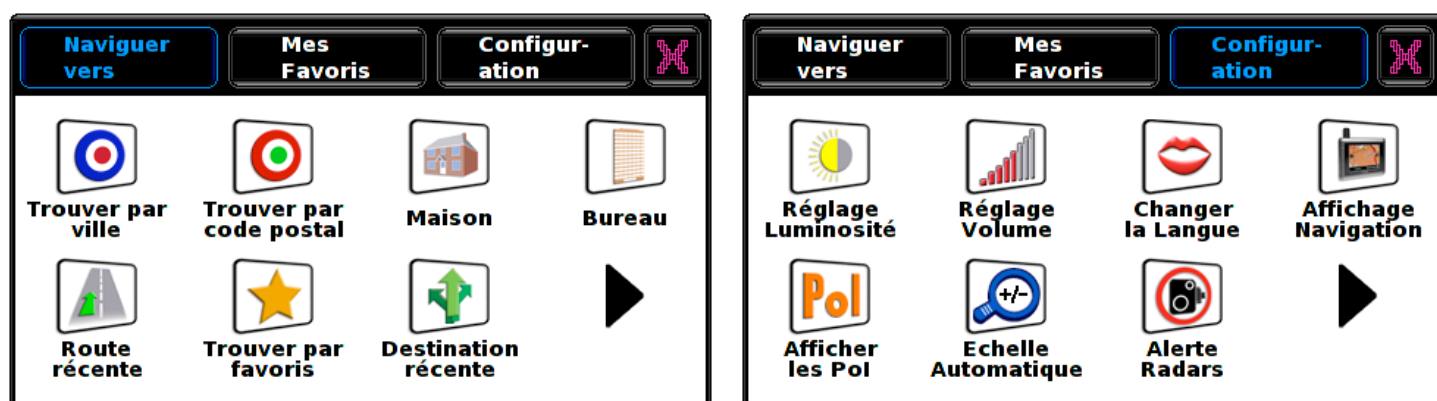 Naviguer
vers
Mes
Favoris
Configur-
ation
Trouver par
ville
Trouver par
code postal
Maison
Bureau
Route
récente
Trouver par
favoris
Destination
récente
Naviguer
vers
Mes
Favoris
Configur-
ation
Réglage
Luminosité
Réglage
Volume
Changer
la Langue
Affichage
Navigation
PoI
Afficher
les PoI
+/-
Echelle
Automatique
Alerte
Radars